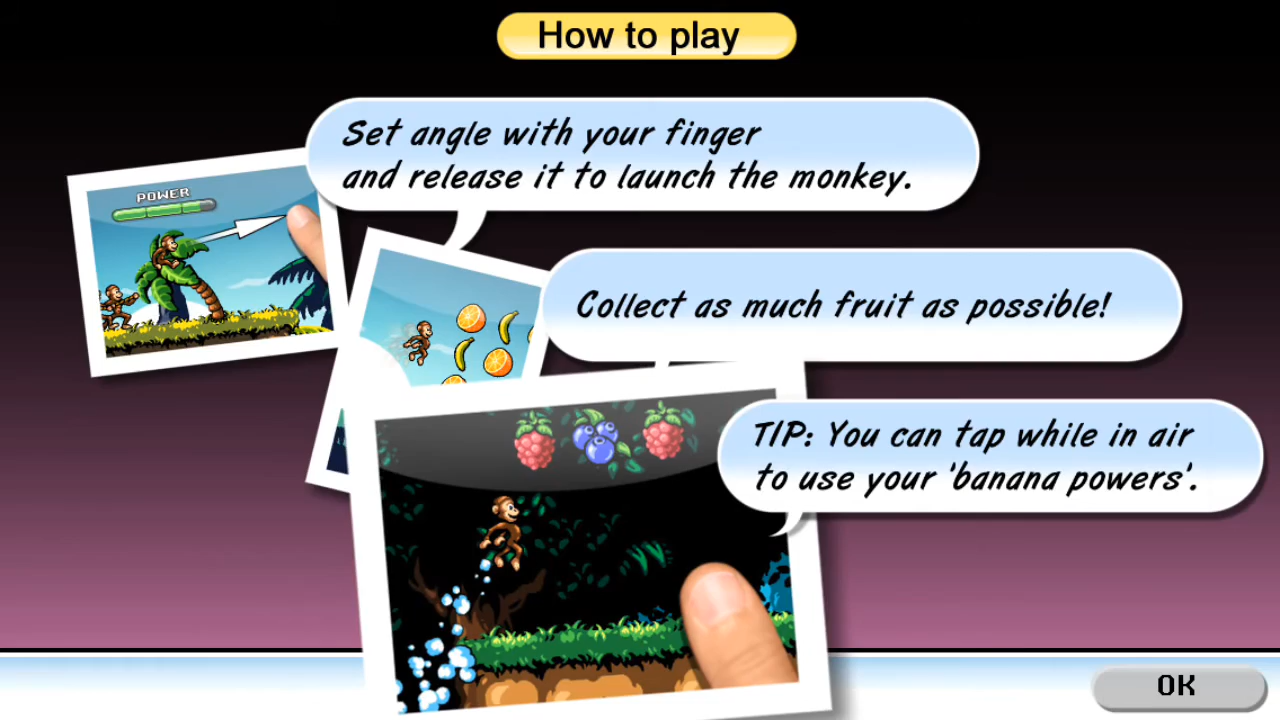 How to play
Set angle with your finger
and release it to launch the monkey.
POWER
Collect as much fruit as possible!
TIP: You can tap while in air
to use your 'banana powers'.
OK